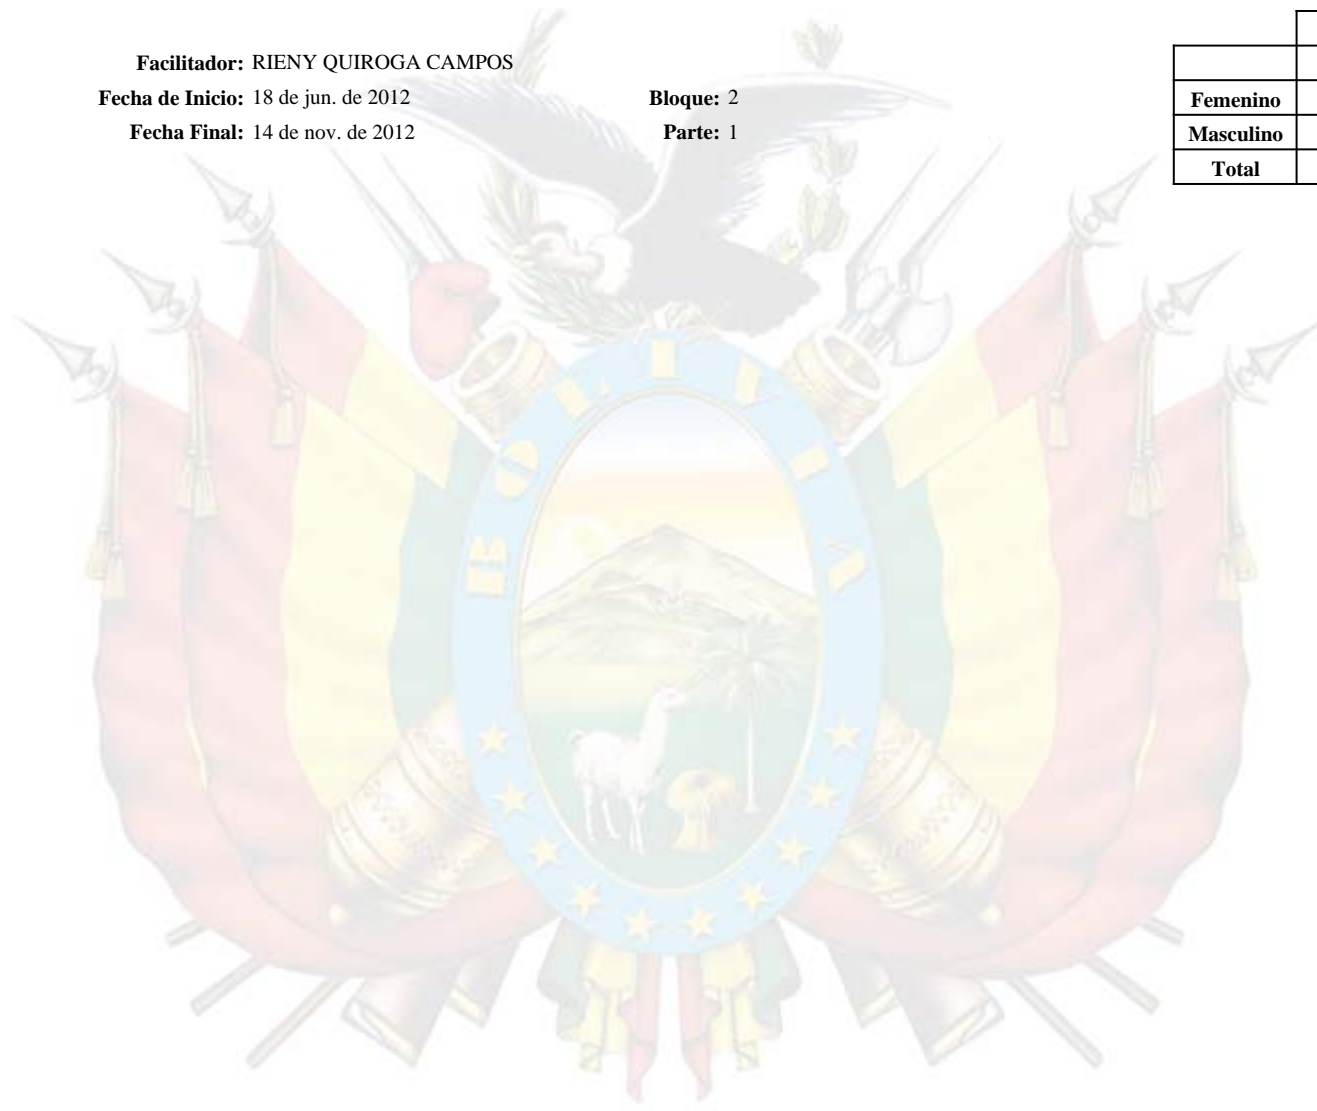 Facilitador: RIENY QUIROGA CAMPOS
Fecha de Inicio: 18 de jun. de 2012 Bloque: 2
Fecha Final: 14 de nov. de 2012 Parte: 1
Femenino
Masculino
Total
BOLIVIA